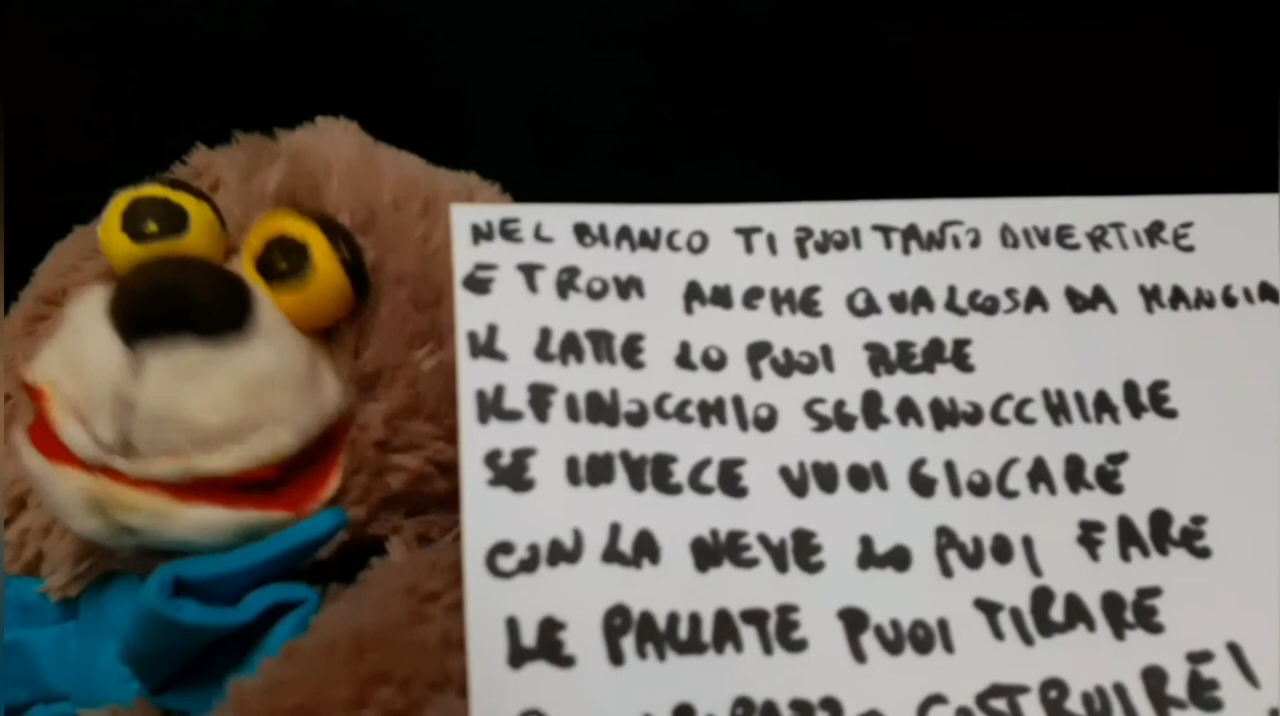 NEL BIANCO TI PUOI TANTO DIVERTIRE
E TROVI ANCHE QUALCOSA DA MANGIA
IL LATTE LO PUOI BERE
IL FINOCCHIO SGRANOCCHIARE
SE INVECE VUOI GIOCARE
CON LA NEVE LO PUOI FARE
LE PALLATE PUOI TIRARE
COSTRUIRE!